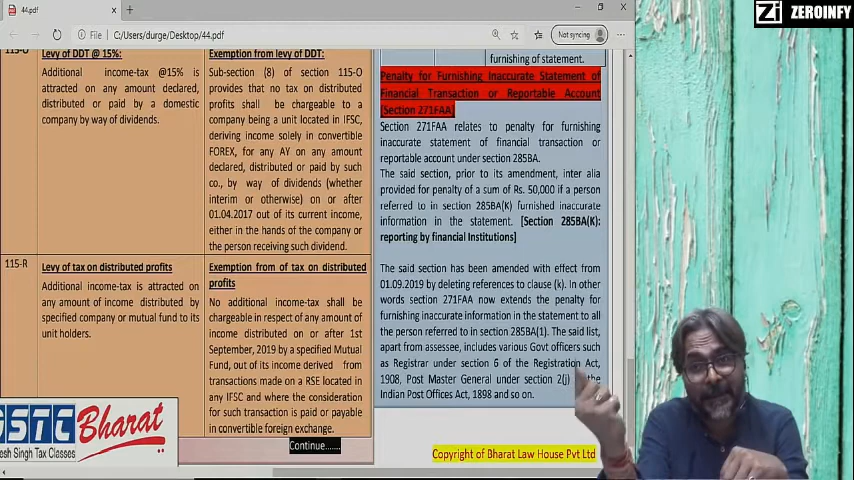 44.pdf
File
C:/Users/durge/Desktop/44.pdf
Not syncing
ZEROINFY
115-O
Levy of DDT @ 15%:
Additional income-tax @15% is
attracted on any amount declared,
distributed or paid by a domestic
company by way of dividends.
Exemption from levy of DDT:
Sub-section (8) of section 115-O
provides that no tax on distributed
profits shall be chargeable to a
company being a unit located in IFSC,
deriving income solely in convertible
FOREX, for any AY on any amount
declared, distributed or paid by such
co., by way of dividends (whether
interim or otherwise) on or after
01.04.2017 out of its current income,
either in the hands of the company or
the person receiving such dividend.
115-R
Levy of tax on distributed profits
Additional income-tax is attracted on
any amount of income distributed by
specified company or mutual fund to its
unit holders.
Exemption from of tax on distributed
profits
No additional income-tax shall be
chargeable in respect of any amount of
income distributed on or after 1st
September, 2019 by a specified Mutual
Fund, out of its income derived from
transactions made on a RSE located in
any IFSC and where the consideration
for such transaction is paid or payable
in convertible foreign exchange.
Continue.......
furnishing of statement.
Penalty for Furnishing Inaccurate Statement of
Financial Transaction or Reportable Account
[Section 271FAA]
Section 271FAA relates to penalty for furnishing
inaccurate statement of financial transaction or
reportable account under section 285BA.
The said section, prior to its amendment, inter alia
provided for penalty of a sum of Rs. 50,000 if a person
referred to in section 285BA(K) furnished inaccurate
information in the statement. [Section 285BA(K):
reporting by financial Institutions]
The said section has been amended with effect from
01.09.2019 by deleting references to clause (k). In other
words section 271FAA now extends the penalty for
furnishing inaccurate information in the statement to all
the person referred to in section 285BA(1). The said list,
apart from assessee, includes various Govt officers such
as Registrar under section 6 of the Registration Act,
1908, Post Master General under section 2(j) the
Indian Post Offices Act, 1898 and so on.
Copyright of Bharat Law House Pvt Ltd
GSTC Bharat
esh Singh Tax Classes